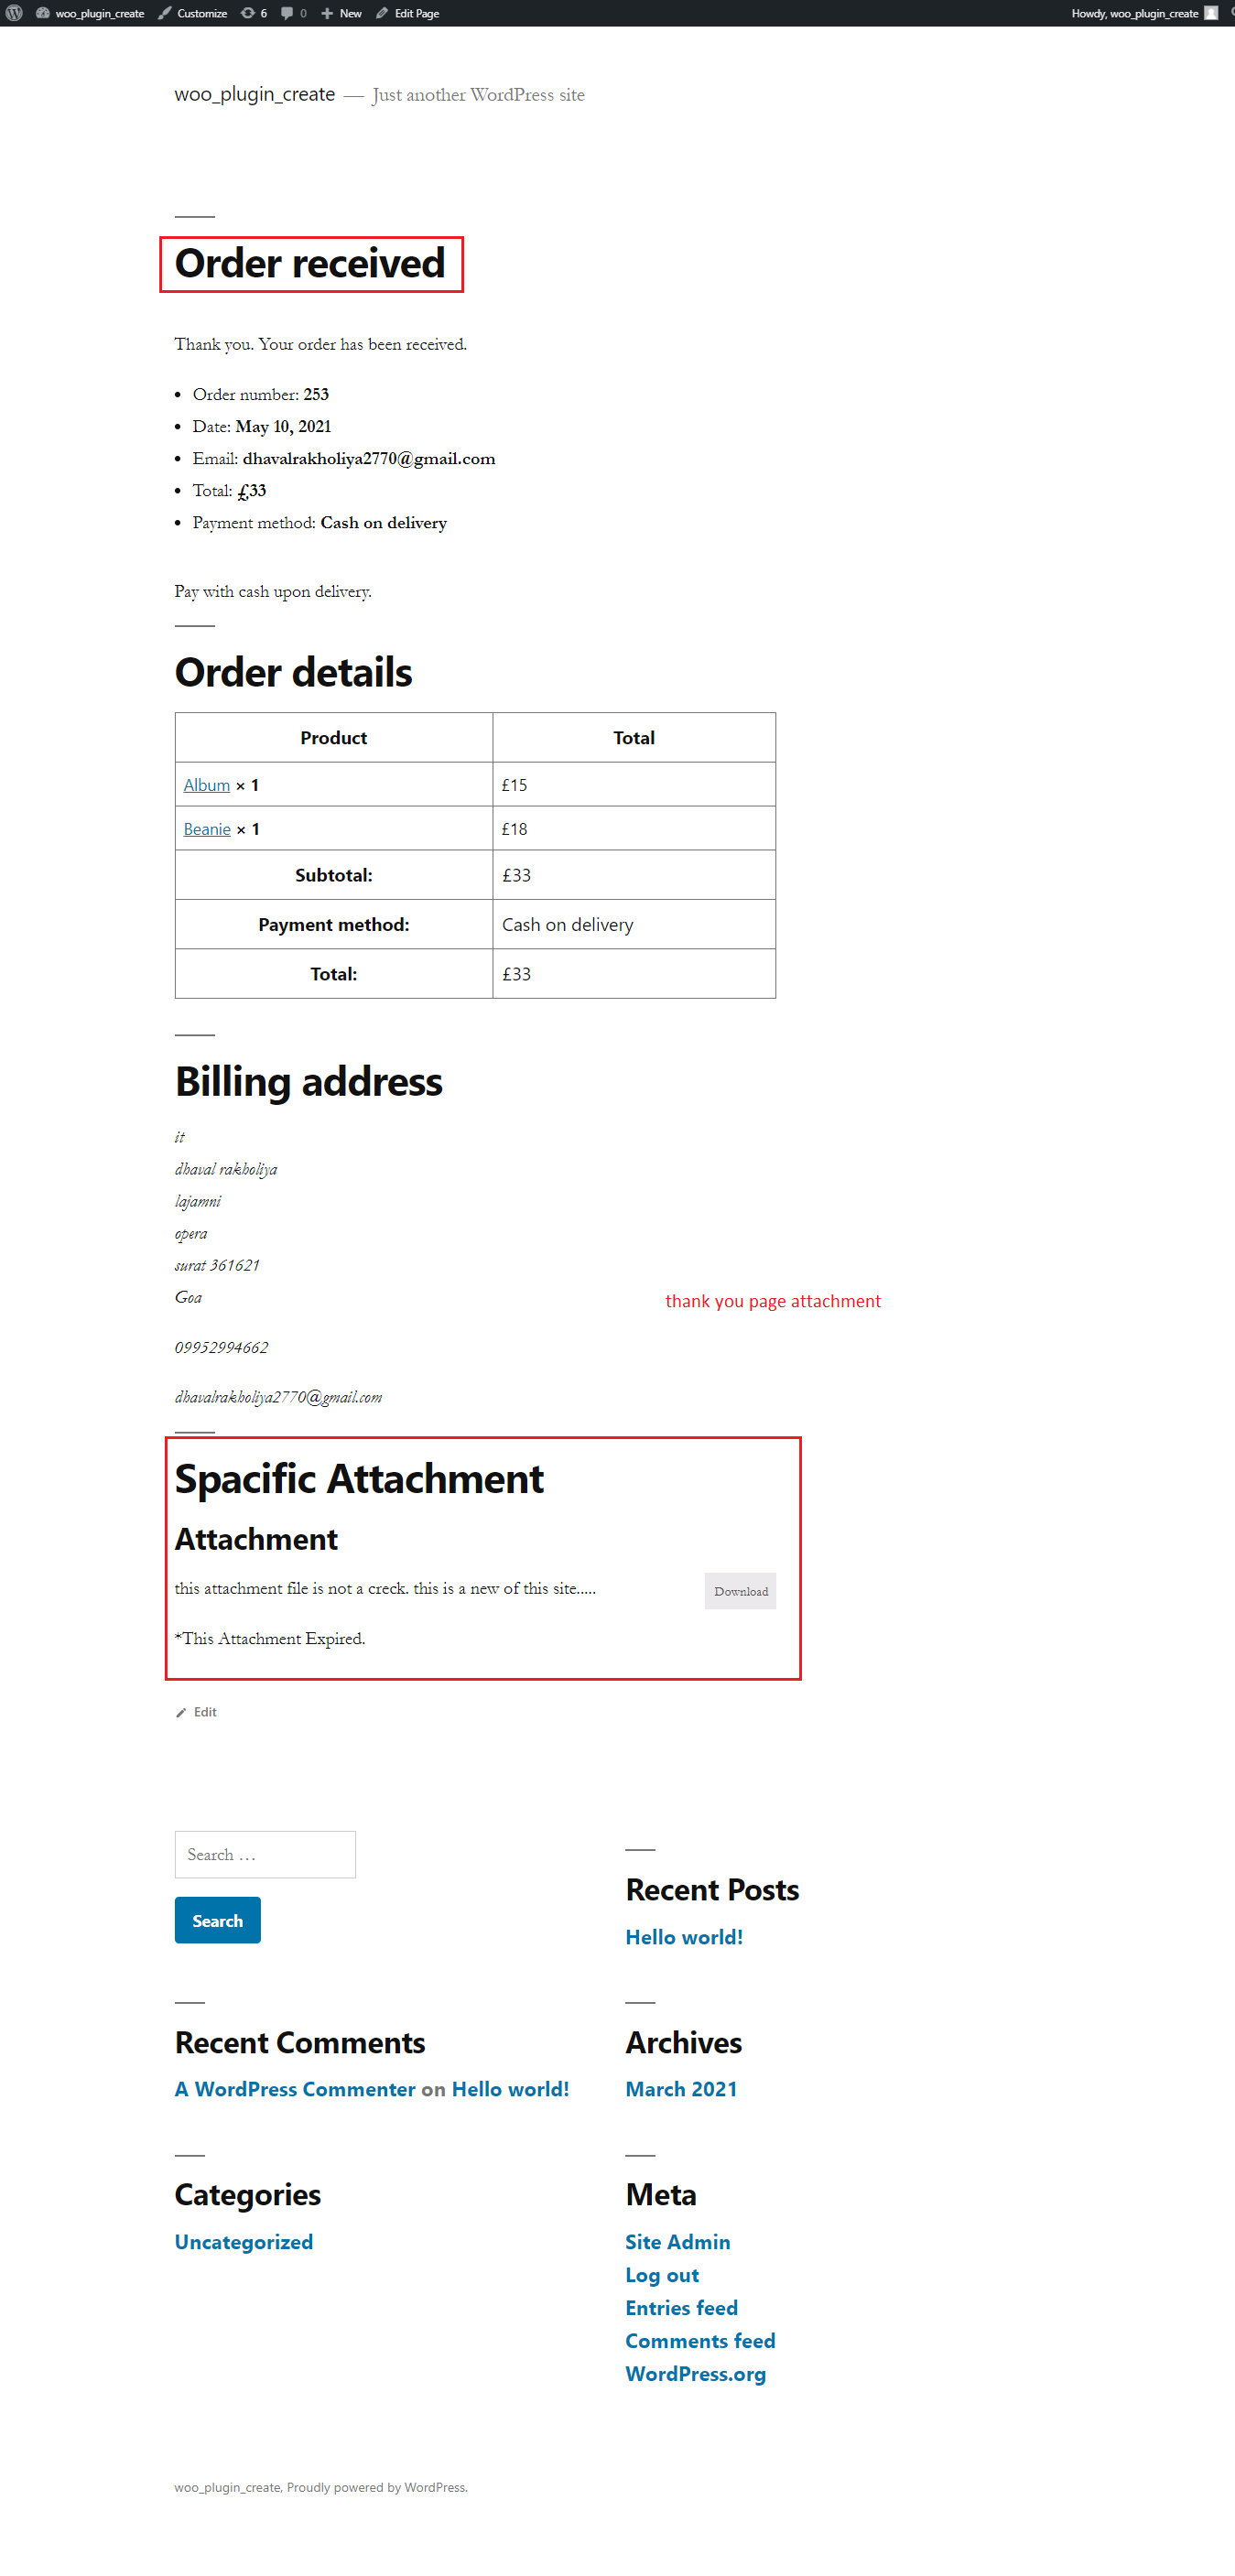 woo_plugin_create Customize 6 0 New Edit Page Howdy, woo_plugin_create
woo_plugin_create — Just another WordPress site
Order received
Thank you. Your order has been received.
• Order number: 253
• Date: May 10, 2021
• Email: dhavalrakholiya2770@gmail.com
• Total: £33
• Payment method: Cash on delivery
Pay with cash upon delivery.
Order details
Product Total
Album × 1 £15
Beanie × 1 £18
Subtotal: £33
Payment method: Cash on delivery
Total: £33
Billing address
it
dhaval rakholiya
lajamni
opera
surat 361621
Goa
thank you page attachment
09952994662
dhavalrakholiya2770@gmail.com
Spacific Attachment
Attachment
this attachment file is not a creck. this is a new of this site..... Download
*This Attachment Expired.
Edit
Search …
Search
Recent Posts
Hello world!
Recent Comments
A WordPress Commenter on Hello world!
Archives
March 2021
Categories
Uncategorized
Meta
Site Admin
Log out
Entries feed
Comments feed
WordPress.org
woo_plugin_create, Proudly powered by WordPress.